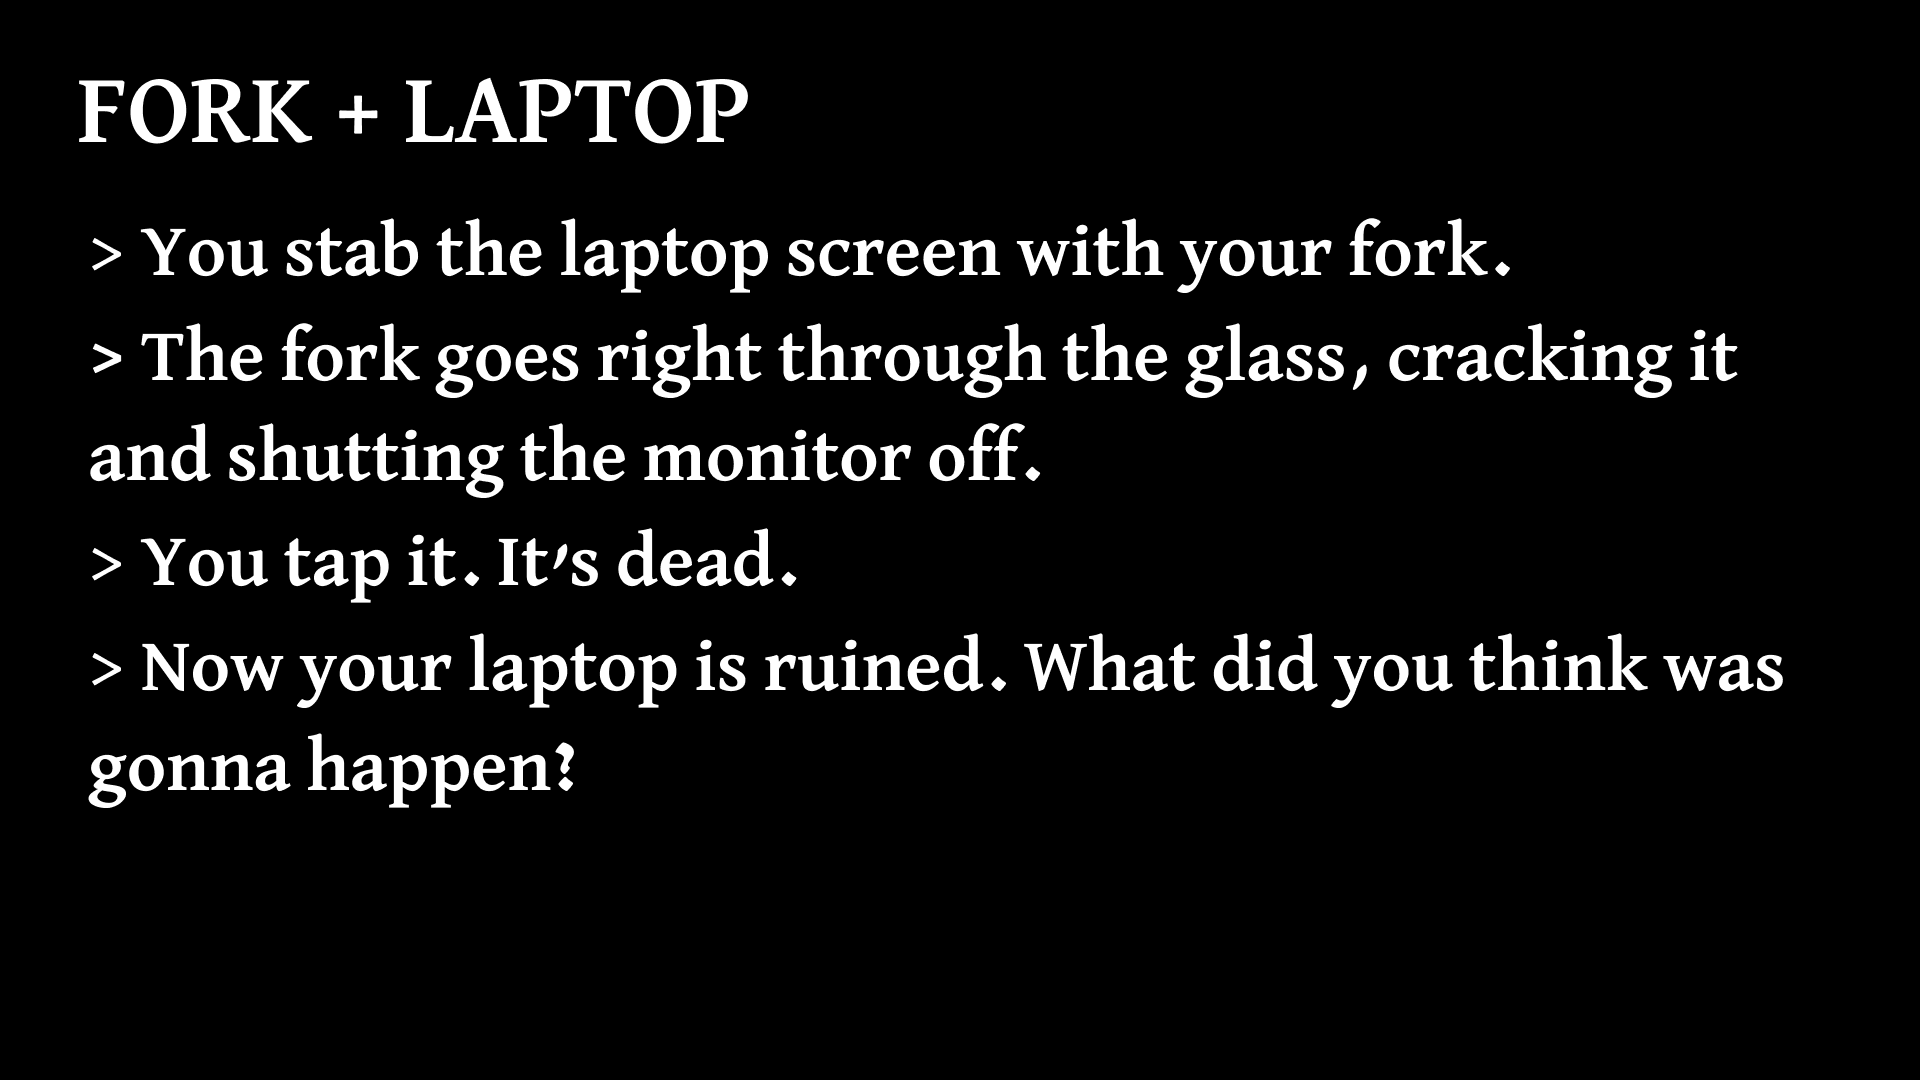 FORK + LAPTOP
> You stab the laptop screen with your fork.
> The fork goes right through the glass, cracking it
and shutting the monitor off.
> You tap it. It's dead.
> Now your laptop is ruined. What did you think was
gonna happen?